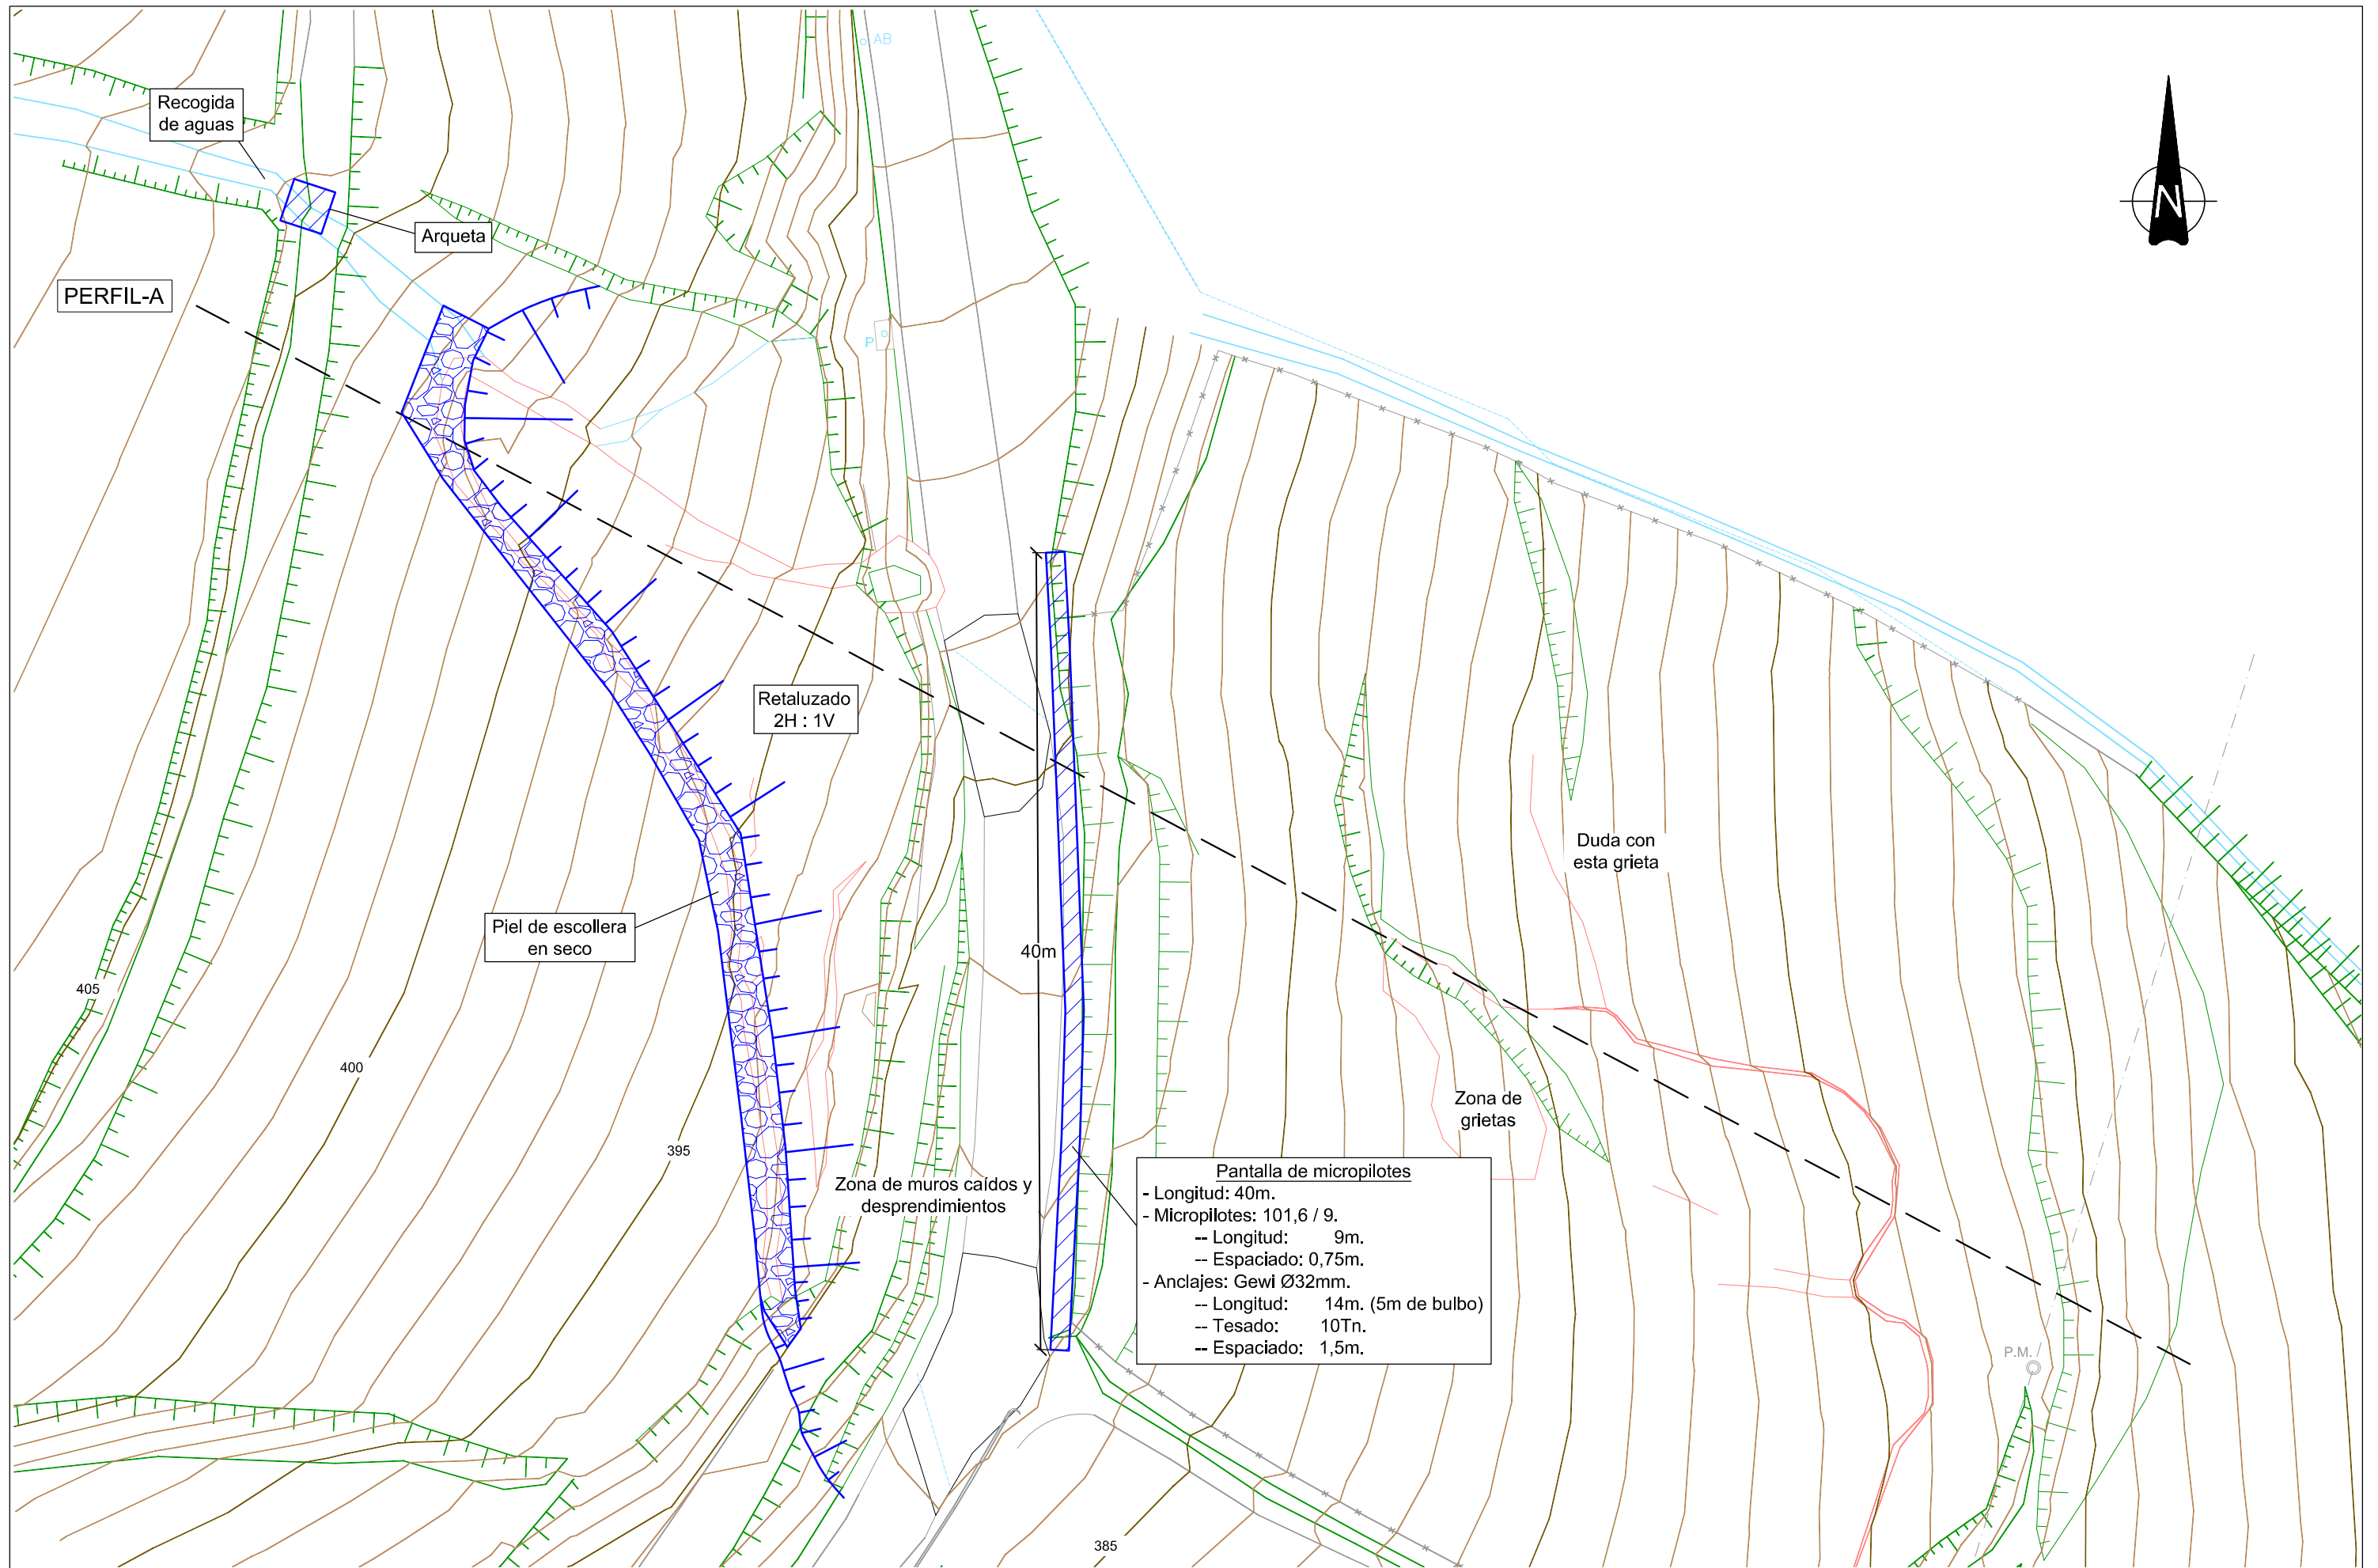 AB
Recogida
de aguas
N
Arqueta
PERFIL-A
P
Retaluzado
2H : 1V
Duda con
esta grieta
Piel de escollera
en seco
40m
405
400
395
Zona de
grietas
Zona de muros caídos y
desprendimientos
Pantalla de micropilotes
- Longitud: 40m.
- Micropilotes: 101,6 / 9.
-- Longitud: 9m.
-- Espaciado: 0,75m.
- Anclajes: Gewi Ø32mm.
-- Longitud: 14m. (5m de bulbo)
-- Tesado: 10Tn.
-- Espaciado: 1,5m.
P.M.
385